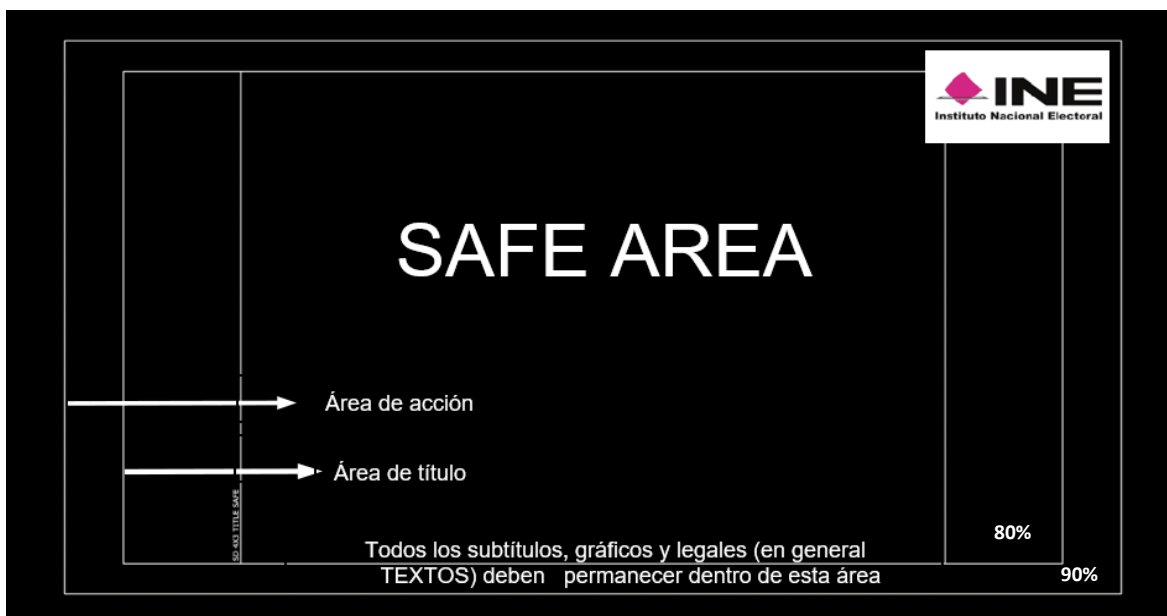 INE
Instituto Nacional Electoral
SAFE AREA
Área de acción
Área de título
SD 4X3 TITLE SAFE
80%
Todos los subtítulos, gráficos y legales (en general
TEXTOS) deben permanecer dentro de esta área
90%